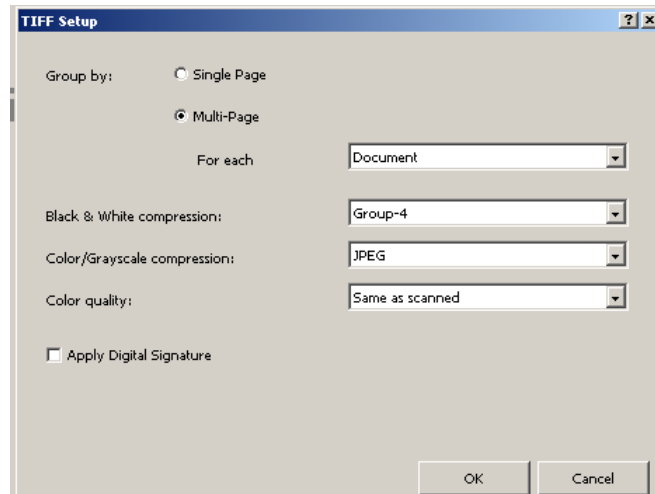 TIFF Setup
Group by: Single Page
Multi-Page
For each Document
Black & White compression: Group-4
Color/Grayscale compression: JPEG
Color quality: Same as scanned
Apply Digital Signature
OK Cancel